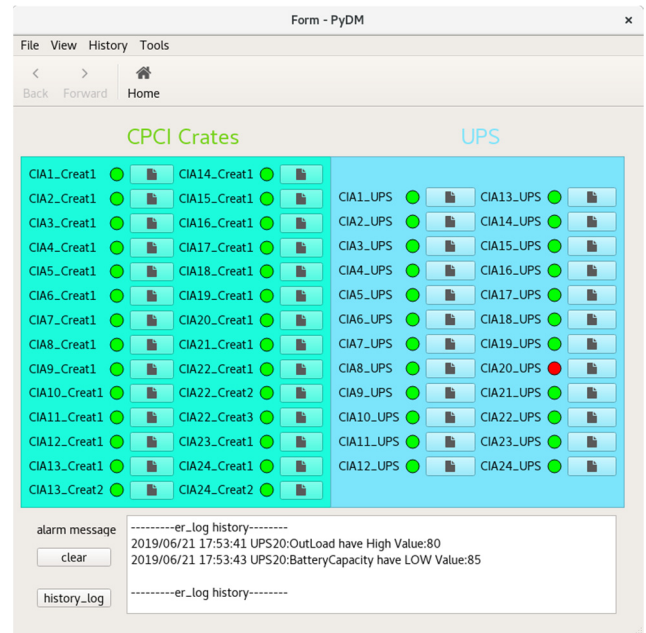 Form - PyDM
×
File View History Tools
Back Forward Home
CPCI Crates UPS
CIA1_Creat1 CIA14_Creat1
CIA2_Creat1 CIA15_Creat1 CIA1_UPS CIA13_UPS
CIA3_Creat1 CIA16_Creat1 CIA2_UPS CIA14_UPS
CIA4_Creat1 CIA17_Creat1 CIA3_UPS CIA15_UPS
CIA5_Creat1 CIA18_Creat1 CIA4_UPS CIA16_UPS
CIA6_Creat1 CIA19_Creat1 CIA5_UPS CIA17_UPS
CIA7_Creat1 CIA20_Creat1 CIA6_UPS CIA18_UPS
CIA8_Creat1 CIA21_Creat1 CIA7_UPS CIA19_UPS
CIA9_Creat1 CIA22_Creat1 CIA8_UPS CIA20_UPS
CIA10_Creat1 CIA22_Creat2 CIA9_UPS CIA21_UPS
CIA11_Creat1 CIA22_Creat3 CIA10_UPS CIA22_UPS
CIA12_Creat1 CIA23_Creat1 CIA11_UPS CIA23_UPS
CIA13_Creat1 CIA24_Creat1 CIA12_UPS CIA24_UPS
CIA13_Creat2 CIA24_Creat2
alarm message
clear
history_log
---------er_log history--------
2019/06/21 17:53:41 UPS20:OutLoad have High Value:80
2019/06/21 17:53:43 UPS20:BatteryCapacity have LOW Value:85
---------er_log history--------